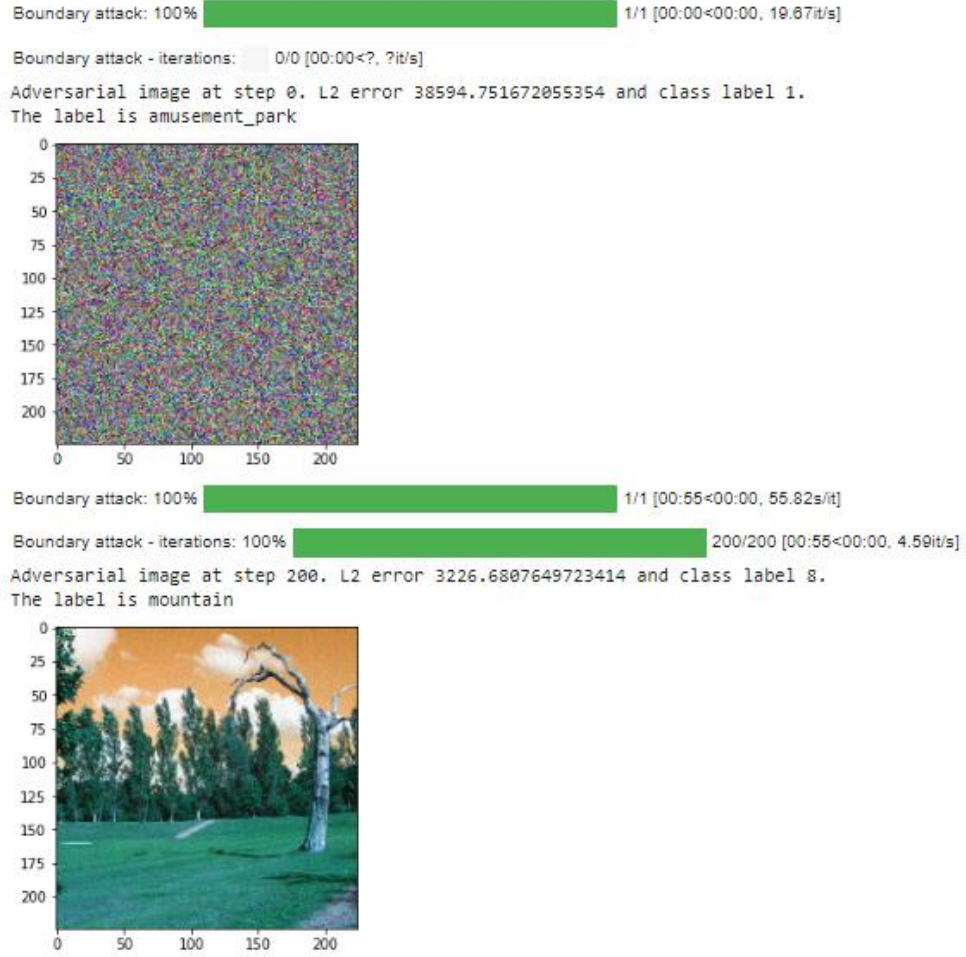 Boundary attack: 100% 1/1 [00:00<00:00, 19.67it/s]
Boundary attack - iterations: 0/0 [00:00<?, ?it/s]
Adversarial image at step 0. L2 error 38594.751672055354 and class label 1.
The label is amusement_park
0
25
50
75
100
125
150
175
200
0 50 100 150 200
Boundary attack: 100% 1/1 [00:55<00:00, 55.82s/it]
Boundary attack - iterations: 100% 200/200 [00:55<00:00, 4.59it/s]
Adversarial image at step 200. L2 error 3226.6807649723414 and class label 8.
The label is mountain
0
25
50
75
100
125
150
175
200
0 50 100 150 200